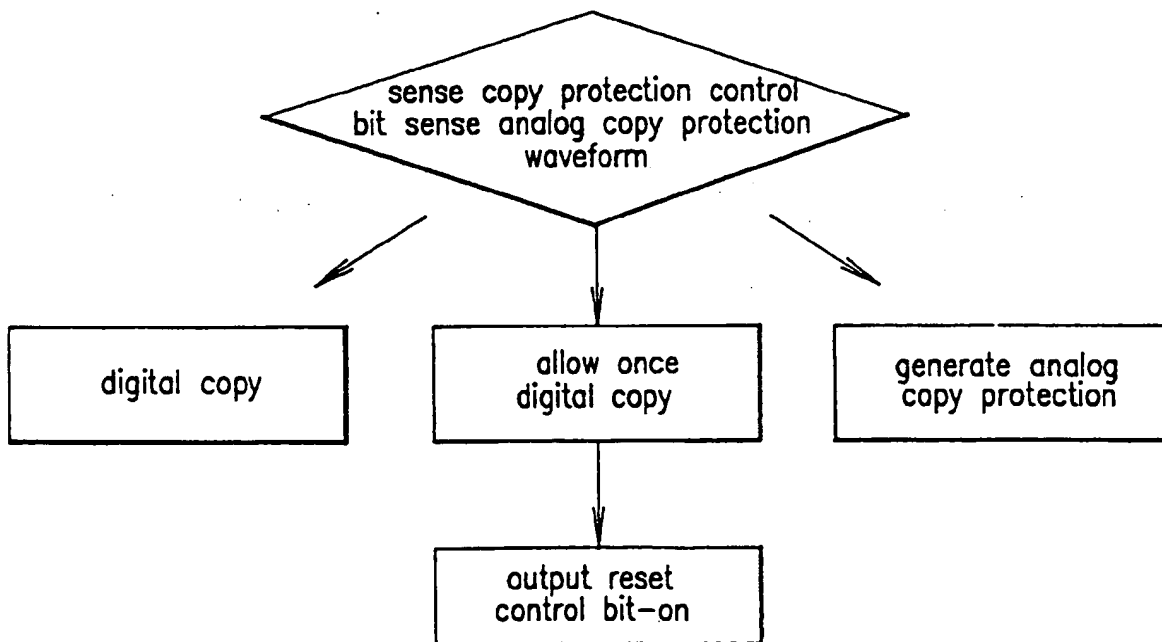 sense copy protection control
bit sense analog copy protection
waveform
digital copy
allow once
digital copy
generate analog
copy protection
output reset
control bit-on